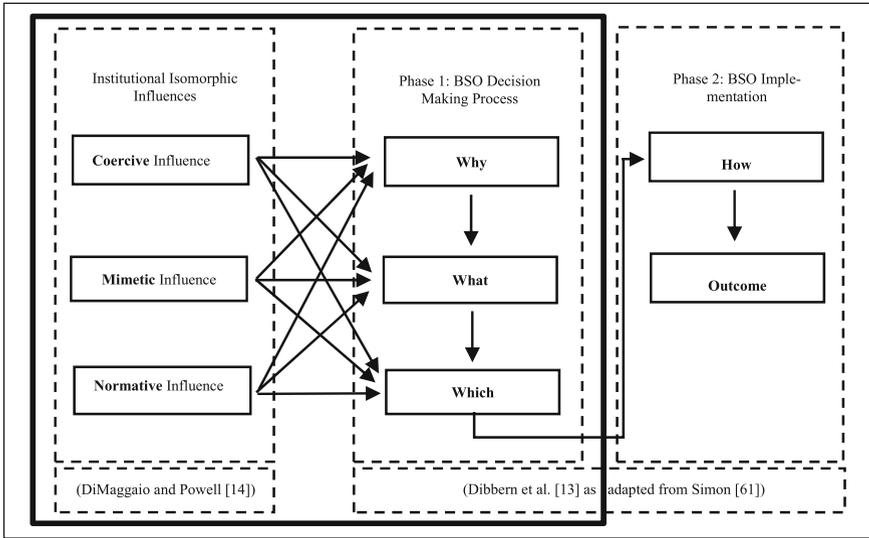 Institutional Isomorphic
Influences
Coercive Influence
Mimetic Influence
Normative Influence
(DiMaggaio and Powell [14])
Phase 1: BSO Decision
Making Process
Why
What
Which
Phase 2: BSO Imple-
mentation
How
Outcome
(Dibbern et al. [13] as adapted from Simon [61])